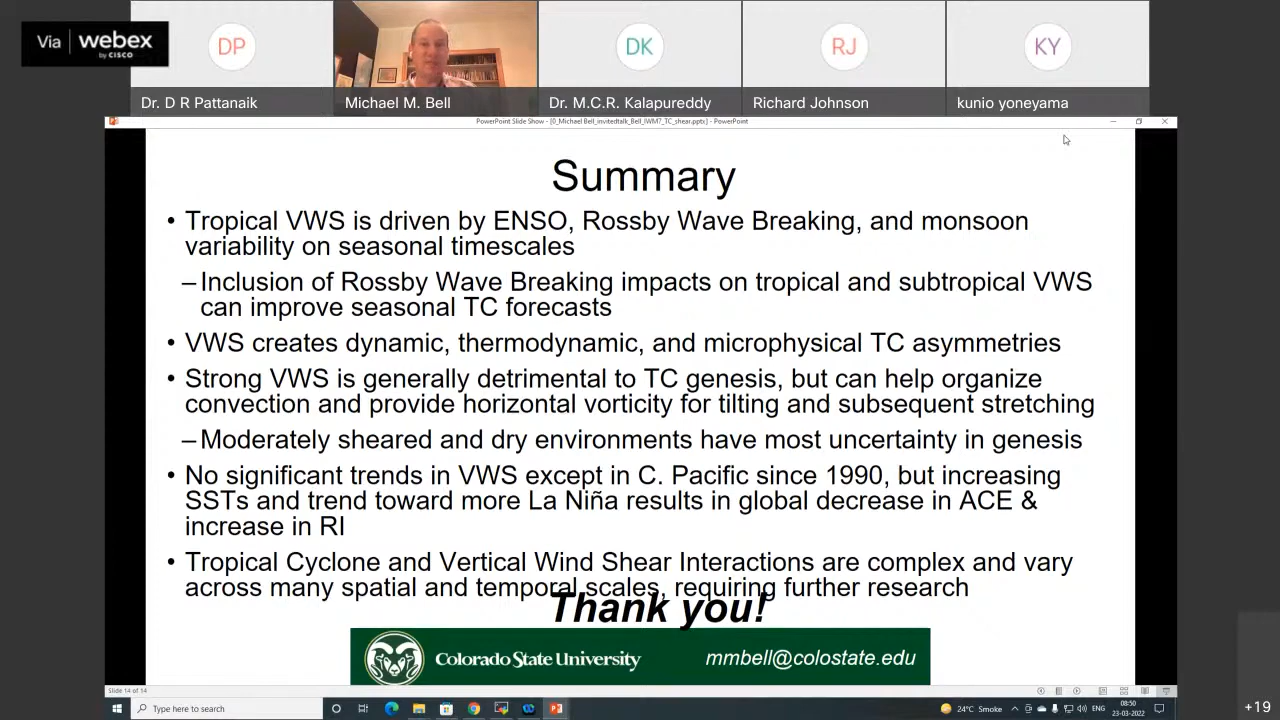 Via webex
by CISCO
DP
DK
RJ
KY
Dr. D R Pattanaik
Michael M. Bell
Dr. M.C.R. Kalapureddy
Richard Johnson
kunio yoneyama
PowerPoint Slide Show - [0_Michael Bell_invitedtalk_Bell_IWM7_TC_shear.pptx] - PowerPoint
Summary
• Tropical VWS is driven by ENSO, Rossby Wave Breaking, and monsoon
variability on seasonal timescales
– Inclusion of Rossby Wave Breaking impacts on tropical and subtropical VWS
can improve seasonal TC forecasts
• VWS creates dynamic, thermodynamic, and microphysical TC asymmetries
• Strong VWS is generally detrimental to TC genesis, but can help organize
convection and provide horizontal vorticity for tilting and subsequent stretching
– Moderately sheared and dry environments have most uncertainty in genesis
• No significant trends in VWS except in C. Pacific since 1990, but increasing
SSTs and trend toward more La Niña results in global decrease in ACE &
increase in RI
• Tropical Cyclone and Vertical Wind Shear Interactions are complex and vary
across many spatial and temporal scales, requiring further research
Thank you!
Colorado State University
mmbell@colostate.edu
Slide 14 of 14
Type here to search
24°C Smoke
ENG
08:50
23-03-2022
+19